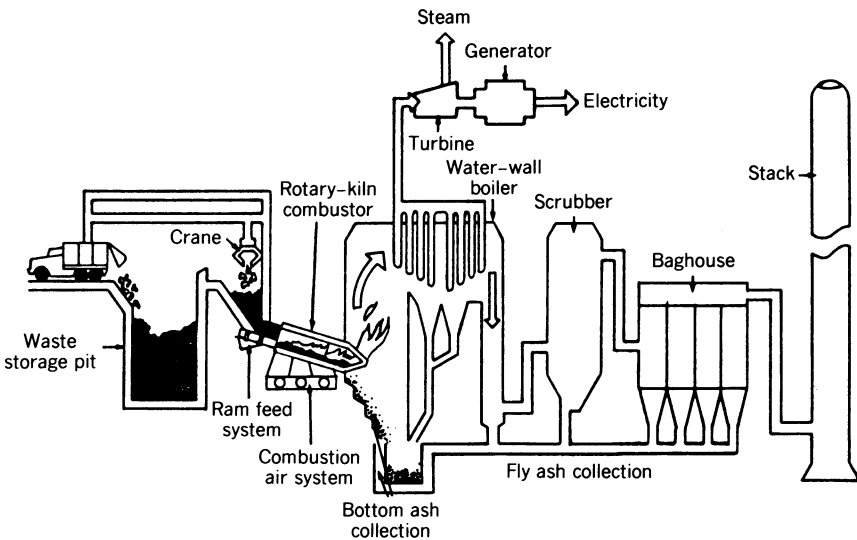 Steam
Generator
Electricity
Turbine
Water-wall
boiler
Rotary-kiln
combustor
Scrubber
Stack
Crane
Baghouse
Waste
storage pit
Ram feed
system
Combustion
air system
Fly ash collection
Bottom ash
collection